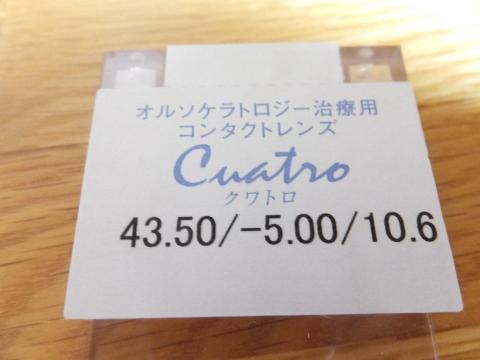 オルソケラトロジー治療用
コンタクトレンズ
Cuatro
クワトロ
43.50/-5.00/10.6